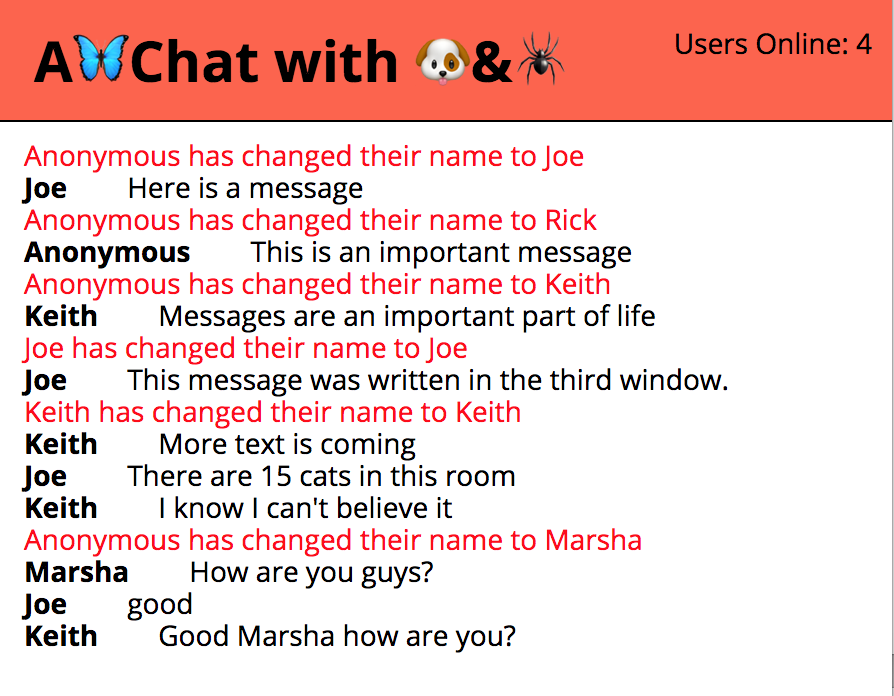 A🦋Chat with 🐶&🕷
Users Online: 4
Anonymous has changed their name to Joe
Joe Here is a message
Anonymous has changed their name to Rick
Anonymous This is an important message
Anonymous has changed their name to Keith
Keith Messages are an important part of life
Joe has changed their name to Joe
Joe This message was written in the third window.
Keith has changed their name to Keith
Keith More text is coming
Joe There are 15 cats in this room
Keith I know I can't believe it
Anonymous has changed their name to Marsha
Marsha How are you guys?
Joe good
Keith Good Marsha how are you?